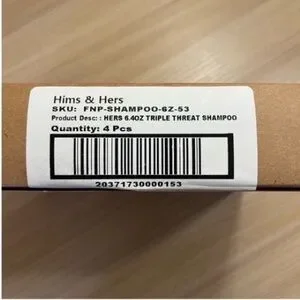 Hims & Hers
SKU: FNP-SHAMPOO-6Z-53
Product Desc: : HERS 6.4OZ TRIPLE THREAT SHAMPOO
Quantity: 4 Pcs
20371730000153